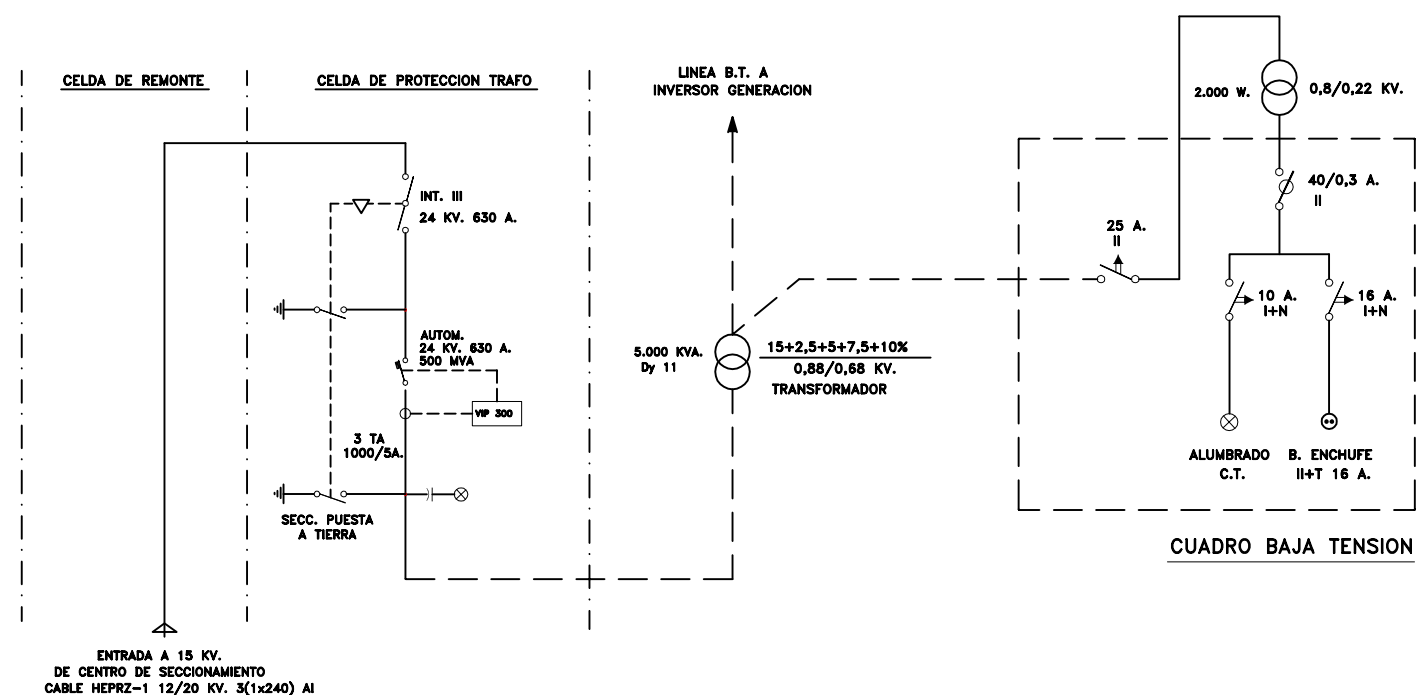 CELDA DE REMONTE
CELDA DE PROTECCION TRAFO
INT. III
24 KV. 630 A.
AUTOM.
24 KV. 630 A.
500 MVA
VIP 300
3 TA
1000/5A.
SECC. PUESTA
A TIERRA
ENTRADA A 15 KV.
DE CENTRO DE SECCIONAMIENTO
CABLE HEPRZ-1 12/20 KV. 3(1x240) Al
LINEA B.T. A
INVERSOR GENERACION
5.000 KVA.
Dy 11
15+2,5+5+7,5+10%
0,88/0,68 KV.
TRANSFORMADOR
2.000 W.
0,8/0,22 KV.
40/0,3 A.
II
25 A.
II
10 A.
I+N
16 A.
I+N
ALUMBRADO
C.T.
B. ENCHUFE
II+T 16 A.
CUADRO BAJA TENSION